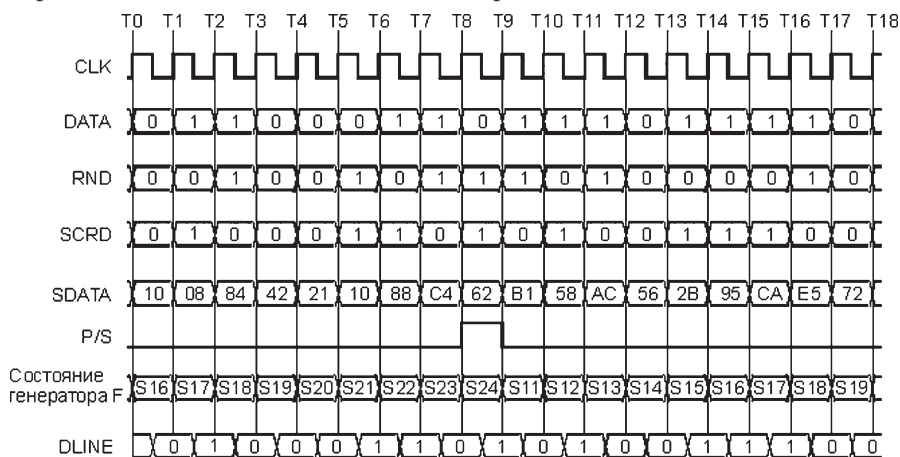 T0 T1 T2 T3 T4 T5 T6 T7 T8 T9 T10 T11 T12 T13 T14 T15 T16 T17 T18
CLK
DATA 0 1 1 0 0 0 1 1 0 1 1 1 0 1 1 1 1 0
RND 0 0 1 0 0 1 0 1 1 1 0 1 0 0 0 0 1 0
SCRD 0 1 0 0 0 1 1 0 1 0 1 0 0 1 1 1 0 0
SDATA 10 08 84 42 21 10 88 C4 62 B1 58 AC 56 2B 95 CA E5 72
P/S
Состояние
генератора F S16 S17 S18 S19 S20 S21 S22 S23 S24 S11 S12 S13 S14 S15 S16 S17 S18 S19
DLINE 0 1 0 0 0 1 1 0 1 0 1 0 0 1 1 1 0 0